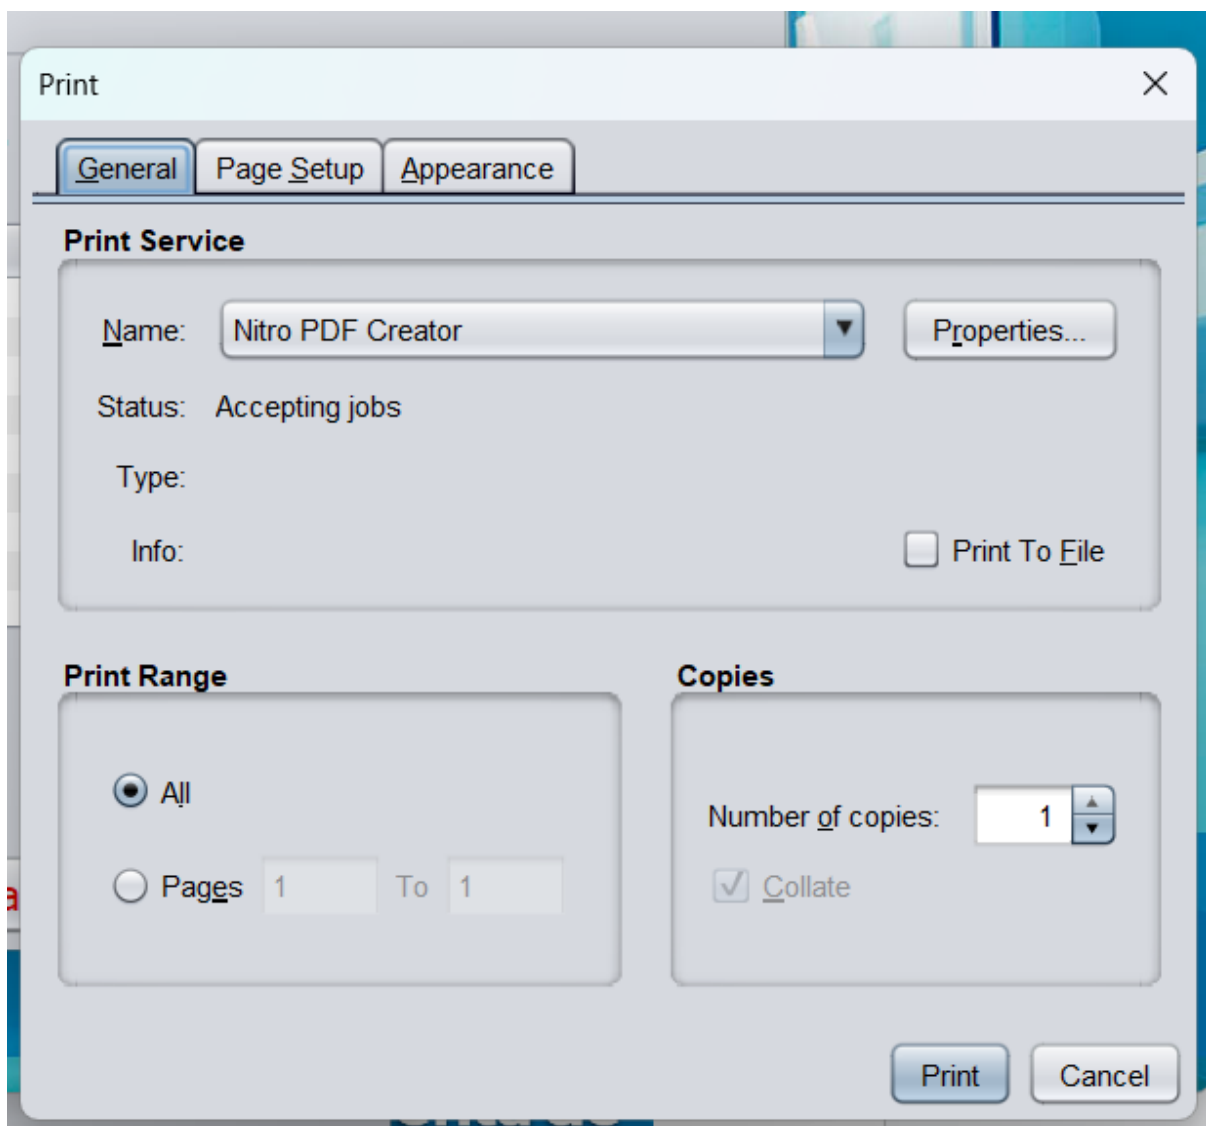 Print
General Page Setup Appearance
Print Service
Name: Nitro PDF Creator Properties...
Status: Accepting jobs
Type:
Info: Print To File
Print Range Copies
All
Number of copies: 1
Pages 1 To 1
Collate
Print Cancel